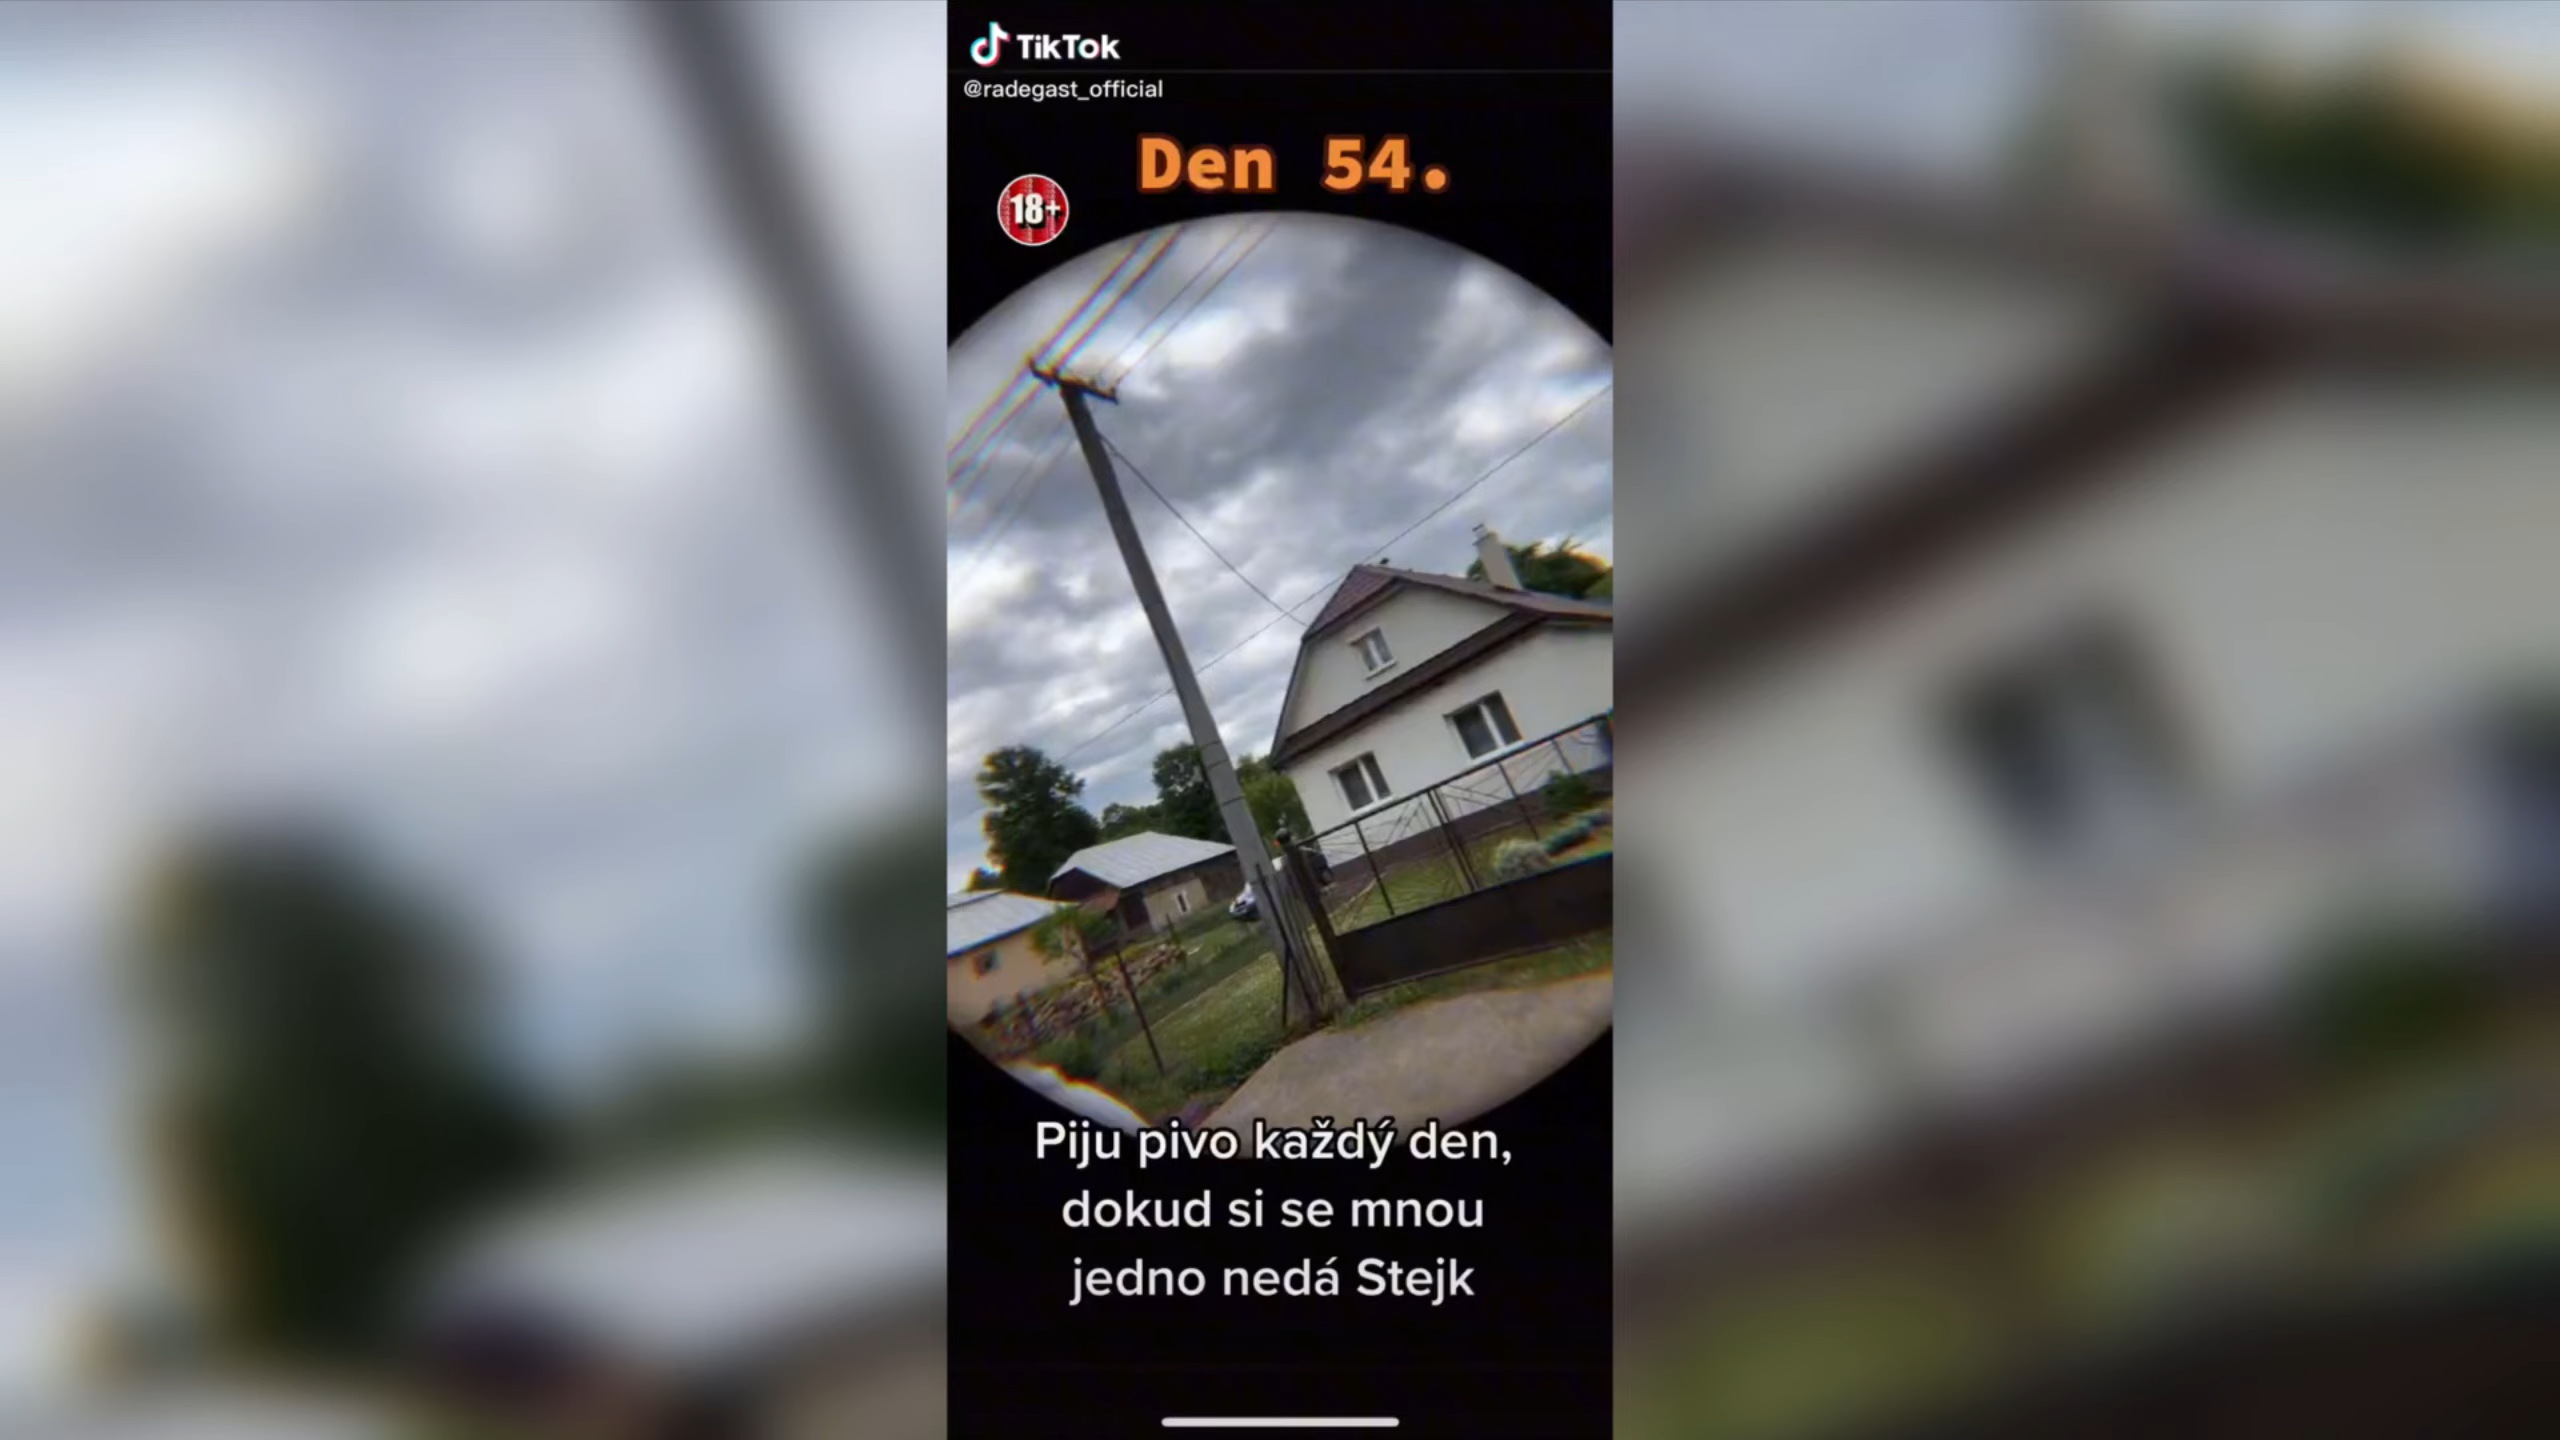 TikTok
@radegast_official
Den 54.
18+
Piju pivo každý den,
dokud si se mnou
jedno nedá Stejk